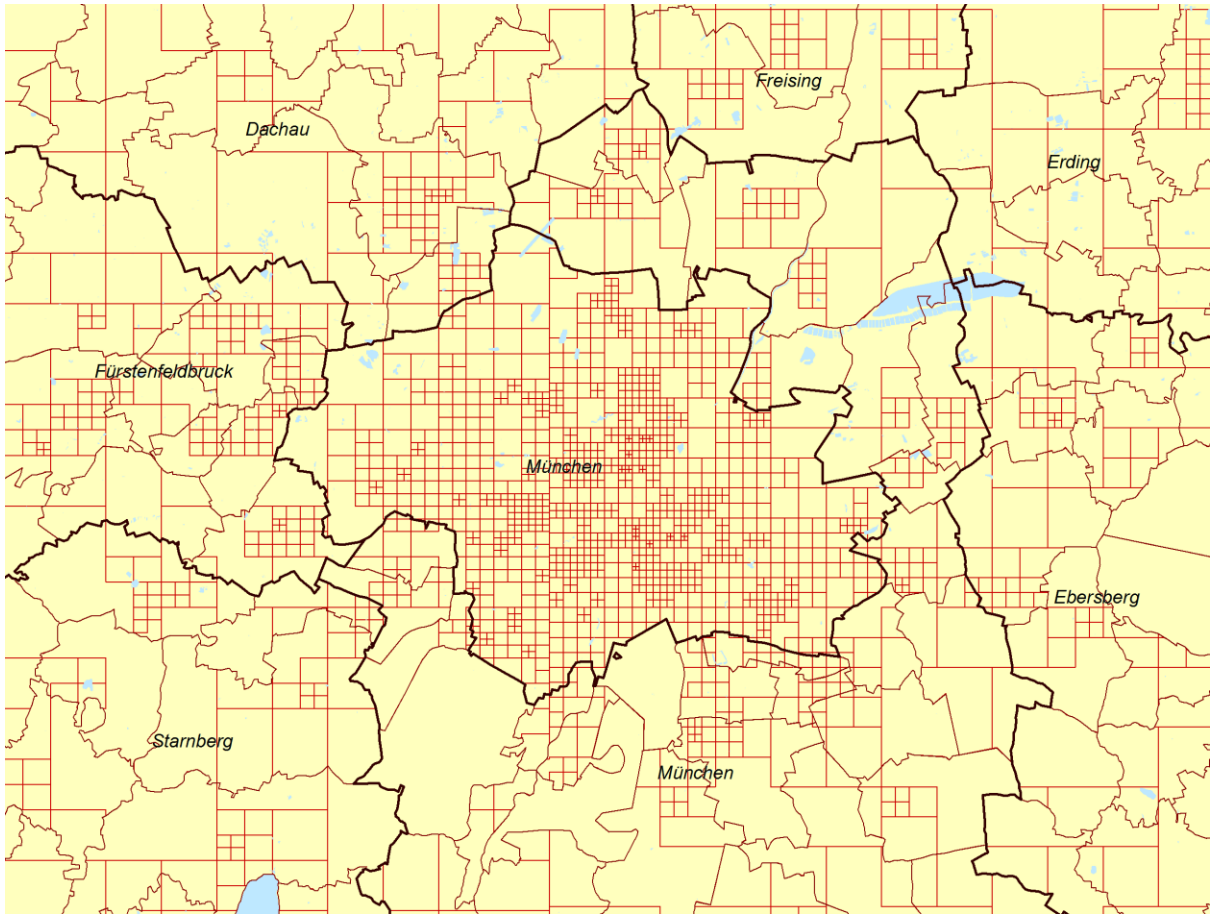 Freising
Dachau
Erding
Fürstenfeldbruck
München
Ebersberg
Starnberg
München